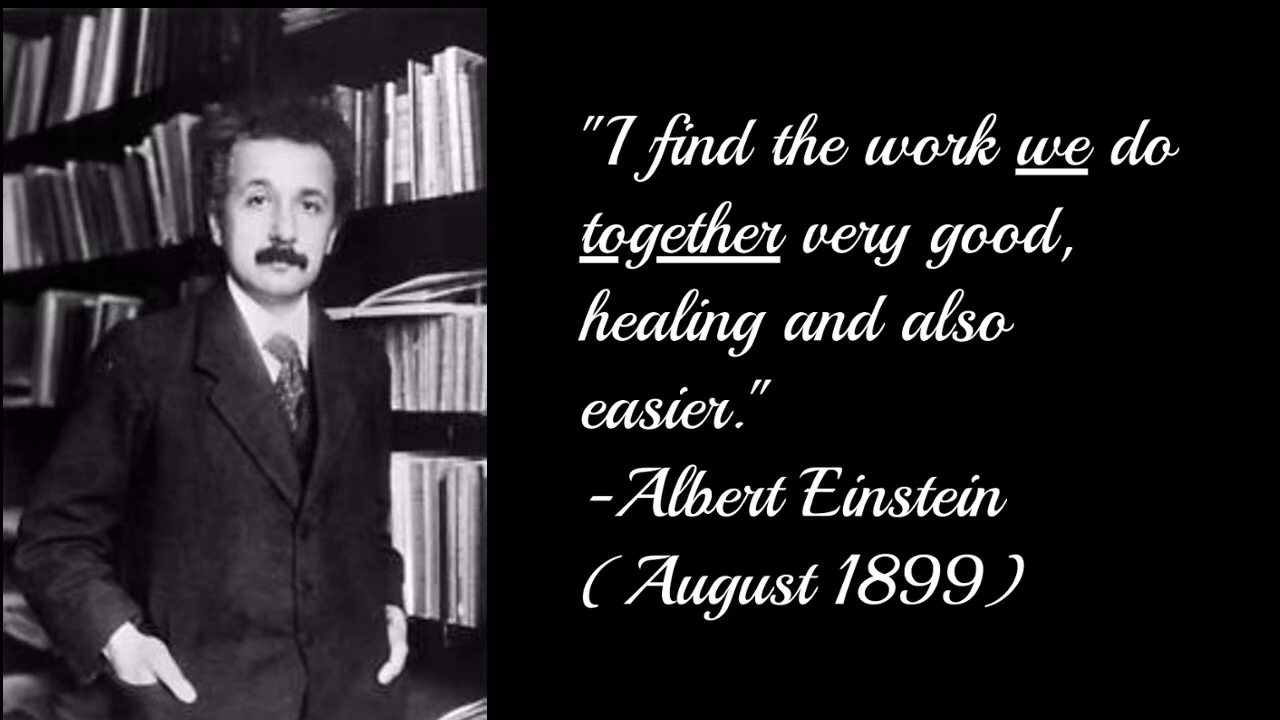 "I find the work we do
together very good,
healing and also
easier."
-Albert Einstein
( August 1899)